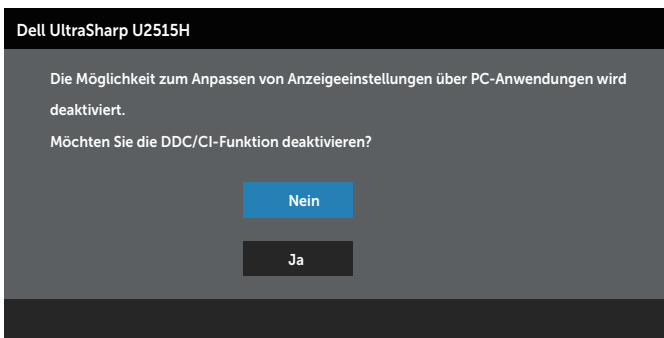 Dell UltraSharp U2515H
Die Möglichkeit zum Anpassen von Anzeigeeinstellungen über PC-Anwendungen wird
deaktiviert.
Möchten Sie die DDC/CI-Funktion deaktivieren?
Nein
Ja